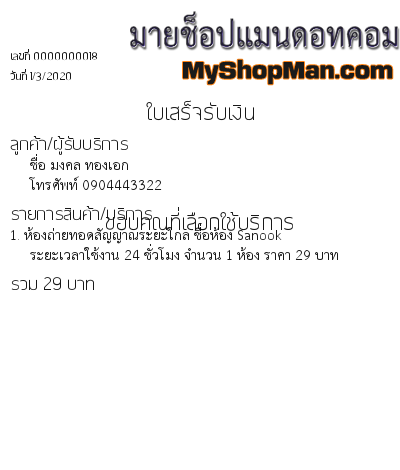 มายช็อปแมนดอทคอม
เลขที่ 0000000018
MyShopMan.com
วันที่ 1/3/2020
ใบเสร็จรับเงิน
ลูกค้า/ผู้รับบริการ
ชื่อ มงคล ทองเอก
โทรศัพท์ 0904443322
รายการสินค้า/บริการ
ขอบคุณที่เลือกใช้บริการ
1. ห้องถ่ายทอดสัญญาณระยะไกล ชื่อห้อง Sanook
ระยะเวลาใช้งาน 24 ชั่วโมง จำนวน 1 ห้อง ราคา 29 บาท
รวม 29 บาท